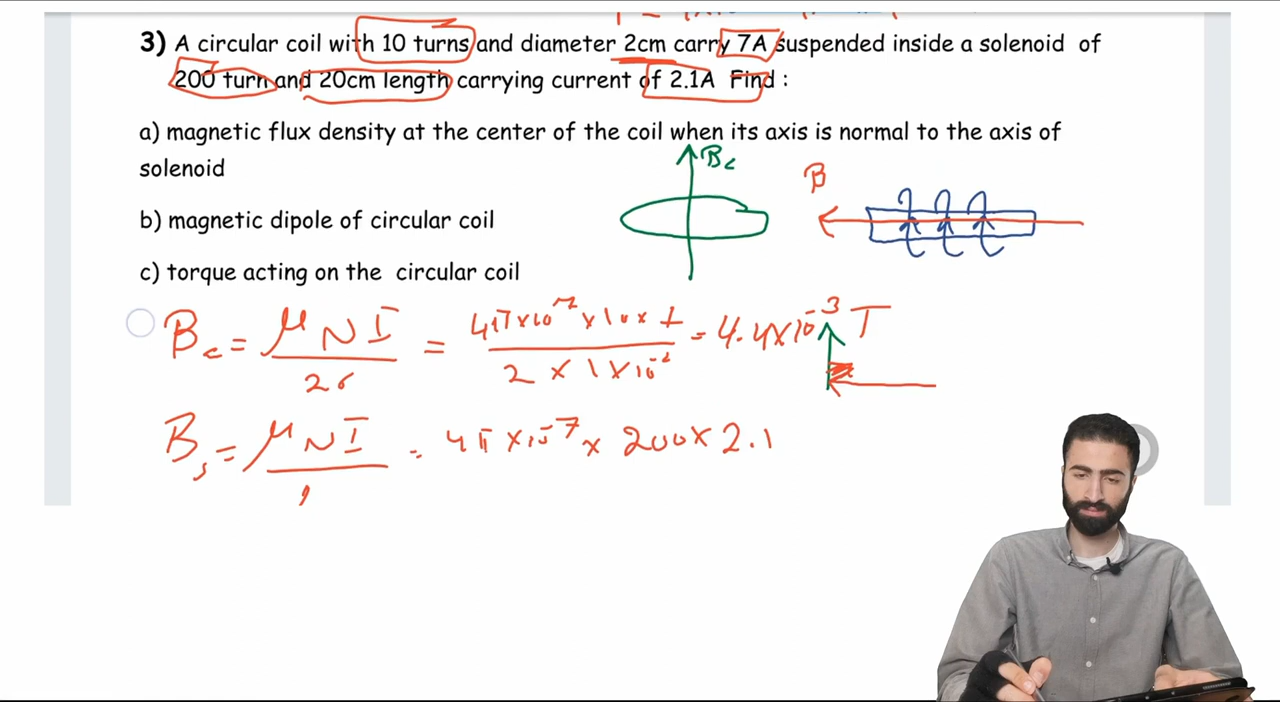 3) A circular coil with 10 turns and diameter 2cm carry 7A suspended inside a solenoid of
200 turn and 20cm length carrying current of 2.1A Find :
a) magnetic flux density at the center of the coil when its axis is normal to the axis of
solenoid
b) magnetic dipole of circular coil
c) torque acting on the circular coil
Bc
B
Bc = μNI / 2r = 4π×10^-7 ×10× 7 / 2 × 1×10^-2 = 4.4×10^-3 T
Bs = μNI / = 4π×10^-7 × 200×2.1